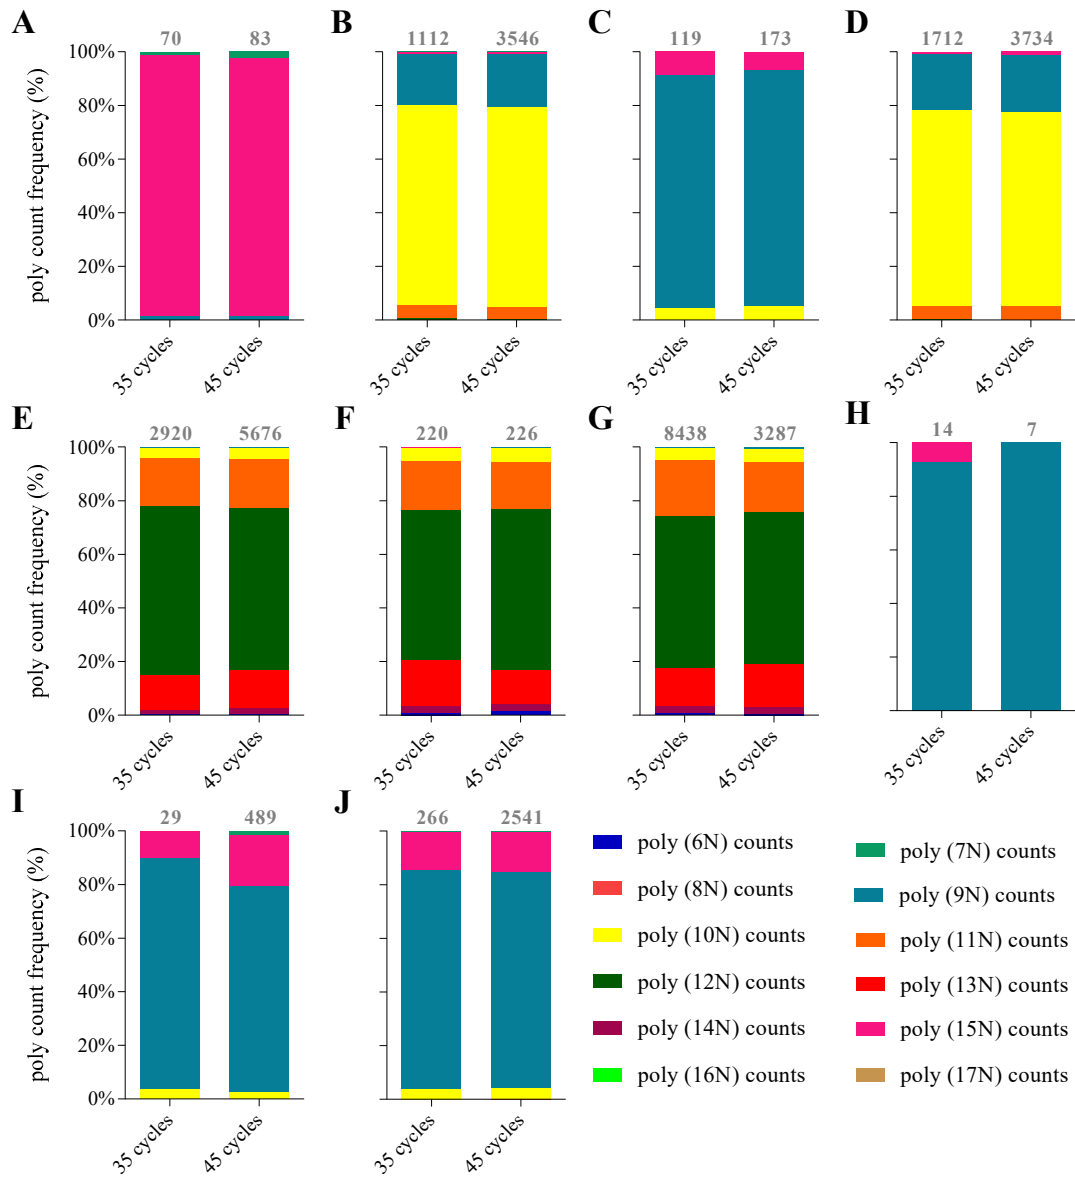 A
B
C
D
70 83
1112 3546
119 173
1712 3734
poly count frequency (%)
100%
80%
60%
40%
20%
0%
35 cycles
45 cycles
35 cycles
45 cycles
35 cycles
45 cycles
35 cycles
45 cycles
E
F
G
H
2920 5676
220 226
8438 3287
14 7
poly count frequency (%)
100%
80%
60%
40%
20%
0%
35 cycles
45 cycles
35 cycles
45 cycles
35 cycles
45 cycles
35 cycles
45 cycles
I
J
29 489
266 2541
poly count frequency (%)
100%
80%
60%
40%
20%
0%
35 cycles
45 cycles
35 cycles
45 cycles
poly (6N) counts
poly (8N) counts
poly (10N) counts
poly (12N) counts
poly (14N) counts
poly (16N) counts
poly (7N) counts
poly (9N) counts
poly (11N) counts
poly (13N) counts
poly (15N) counts
poly (17N) counts